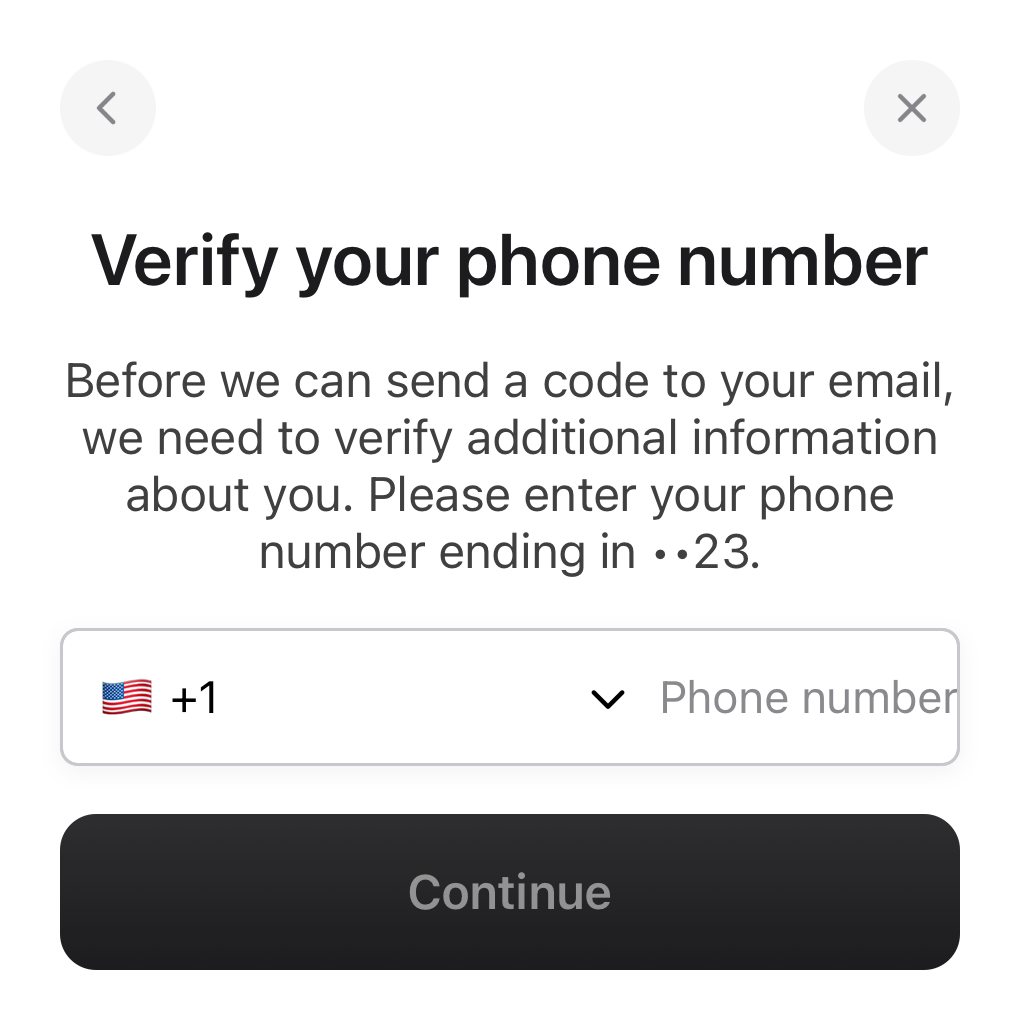 Verify your phone number
Before we can send a code to your email,
we need to verify additional information
about you. Please enter your phone
number ending in ••23.
+1 Phone number
Continue